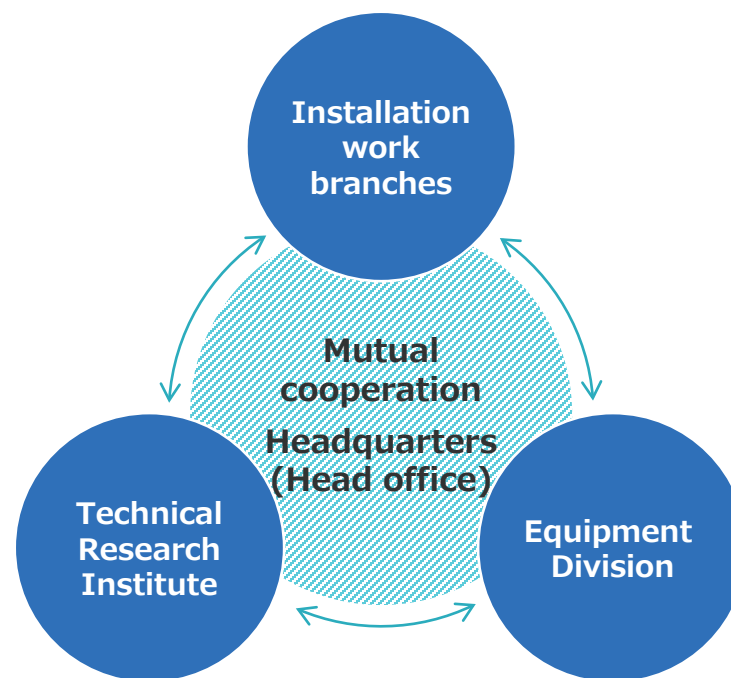 Installation
work
branches
Mutual
cooperation
Headquarters
(Head office)
Technical
Research
Institute
Equipment
Division